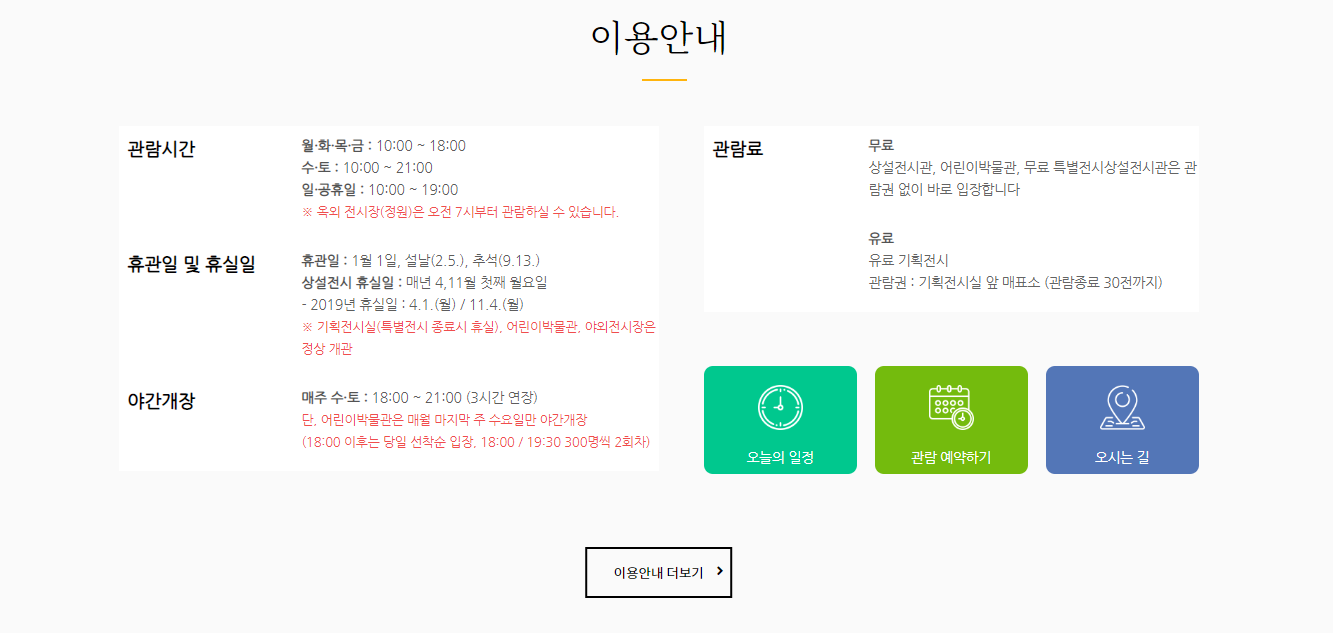 이용안내
관람시간
월·화·목·금 : 10:00 ~ 18:00
수·토 : 10:00 ~ 21:00
일·공휴일 : 10:00 ~ 19:00
※ 옥외 전시장(정원)은 오전 7시부터 관람하실 수 있습니다.
휴관일 및 휴실일
휴관일 : 1월 1일, 설날(2.5.), 추석(9.13.)
상설전시 휴실일 : 매년 4,11월 첫째 월요일
- 2019년 휴실일 : 4.1.(월) / 11.4.(월)
※ 기획전시실(특별전시 종료시 휴실), 어린이박물관, 야외전시장은
정상 개관
야간개장
매주 수·토 : 18:00 ~ 21:00 (3시간 연장)
단, 어린이박물관은 매월 마지막 주 수요일만 야간개장
(18:00 이후는 당일 선착순 입장, 18:00 / 19:30 300명씩 2회차)
관람료
무료
상설전시관, 어린이박물관, 무료 특별전시상설전시관은 관
람권 없이 바로 입장합니다
유료
유료 기획전시
관람권 : 기획전시실 앞 매표소 (관람종료 30전까지)
오늘의 일정
관람 예약하기
오시는 길
이용안내 더보기